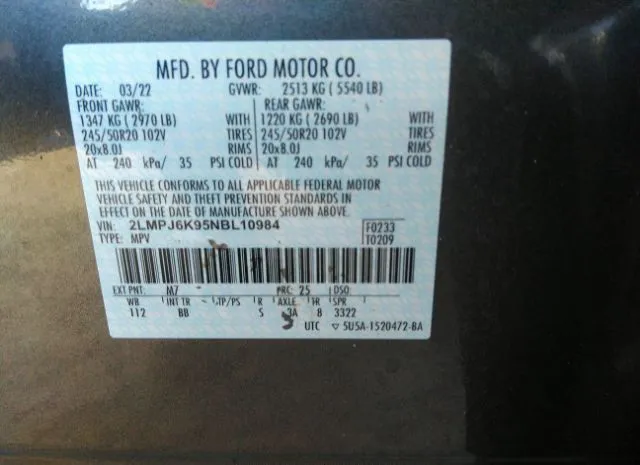 MFD. BY FORD MOTOR CO.
DATE: 03/22 GVWR: 2513 KG ( 5540 LB)
FRONT GAWR: REAR GAWR:
1347 KG ( 2970 LB) WITH 1220 KG ( 2690 LB) WITH
245/50R20 102V TIRES 245/50R20 102V TIRES
20x8.0J RIMS 20x8.0J RIMS
AT 240 kPa/ 35 PSI COLD AT 240 kPa/ 35 PSI COLD
THIS VEHICLE CONFORMS TO ALL APPLICABLE FEDERAL MOTOR
VEHICLE SAFETY AND THEFT PREVENTION STANDARDS IN
EFFECT ON THE DATE OF MANUFACTURE SHOWN ABOVE.
VIN: 2LMPJ6K95NBL10984 F0233
TYPE: MPV T0209
EXT PNT: M7 RC: 25 DSO:
WB INT TR TP/PS R AXLE TR SPR
112 BB S 3A 8 3322
UTC ▽ 5U5A-1520472-BA